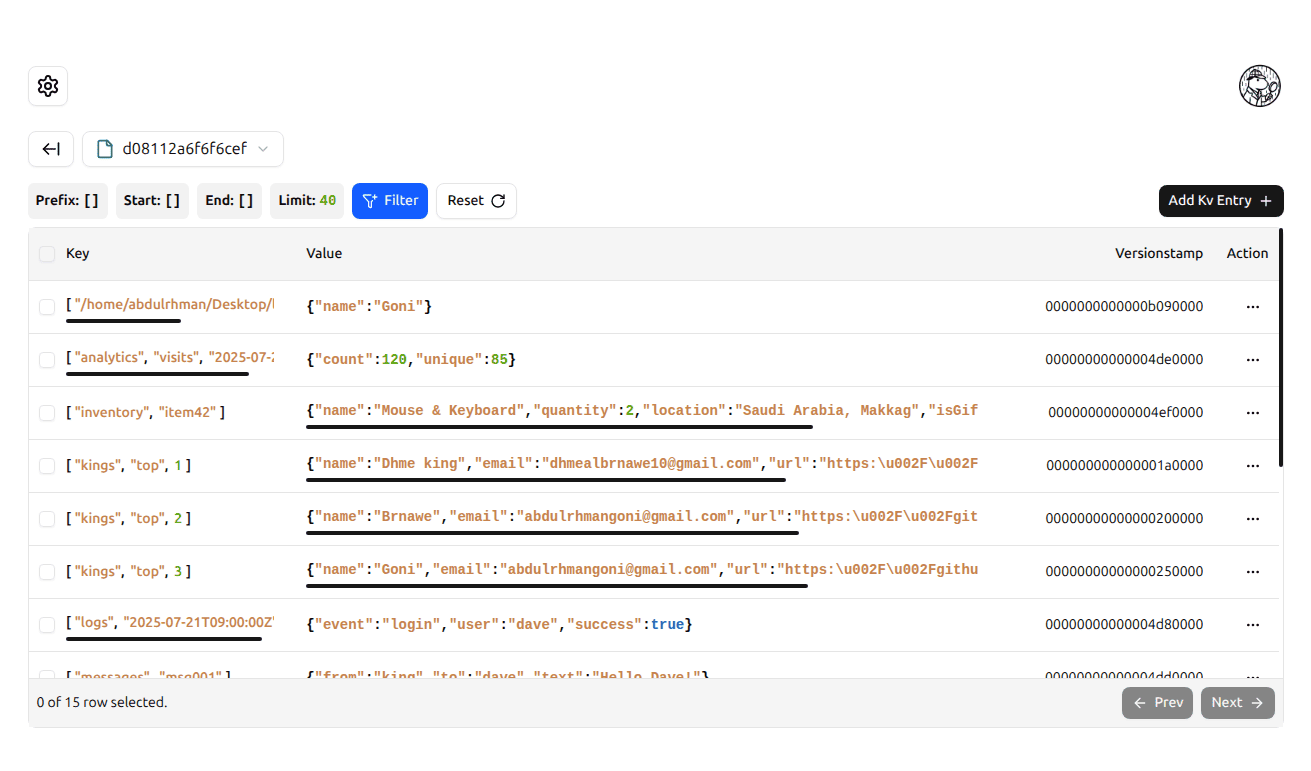 d08112a6f6f6cef
Prefix: [] Start: [] End: [] Limit: 40 Filter Reset Add Kv Entry
Key Value Versionstamp Action
["/home/abdulrhman/Desktop/ {"name":"Goni"} 0000000000000b090000
["analytics", "visits", "2025-07- {"count":120,"unique":85} 00000000000004de0000
["inventory", "item42"] {"name":"Mouse & Keyboard","quantity":2,"location":"Saudi Arabia, Makkag","isGif 00000000000004ef0000
["kings", "top", 1] {"name":"Dhme king","email":"dhmealbrnawe10@gmail.com","url":"https:\u002F\u002F 000000000000001a0000
["kings", "top", 2] {"name":"Brnawe","email":"abdulrhmangoni@gmail.com","url":"https:\u002F\u002Fgit 00000000000000200000
["kings", "top", 3] {"name":"Goni","email":"abdulrhmangoni@gmail.com","url":"https:\u002F\u002Fgithu 00000000000000250000
["logs", "2025-07-21T09:00:00Z" {"event":"login","user":"dave","success":true} 00000000000004d80000
["messages", "msg001"] {"from":"king","to":"dave","text":"Hello Dave!"} 00000000000004dd0000
0 of 15 row selected. Prev Next